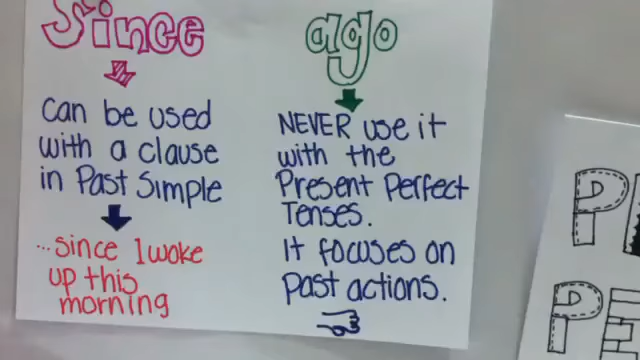 Since
can be used
with a clause
in Past Simple
...since I woke
up this
morning
ago
NEVER use it
with the
Present Perfect
Tenses.
It focuses on
Past actions.
P
P